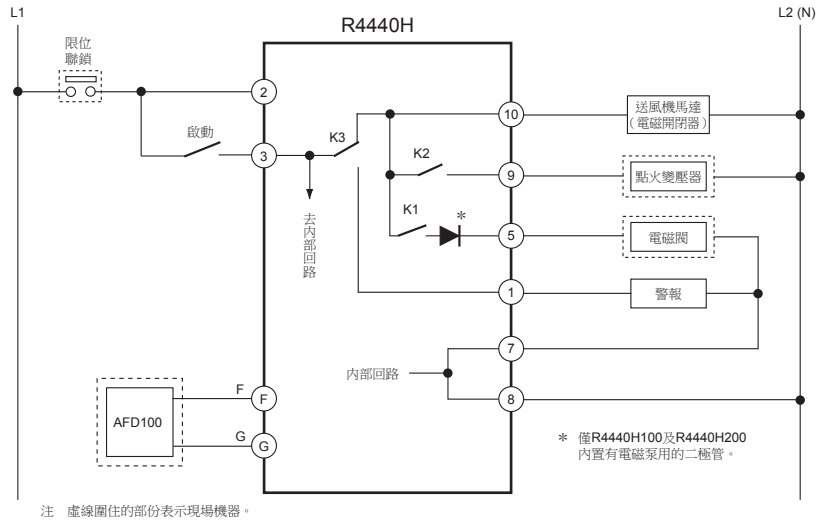 L1
L2 (N)
R4440H
限位
聯鎖
2
10
送風機馬達
（電磁開閉器）
啟動
3
K3
K2
9
點火變壓器
K1
*
5
電磁閥
去內部回路
1
警報
7
內部回路
8
AFD100
F
F
G
G
* 僅R4440H100及R4440H200
內置有電磁泵用的二極管。
注 虛線圍住的部份表示現場機器。